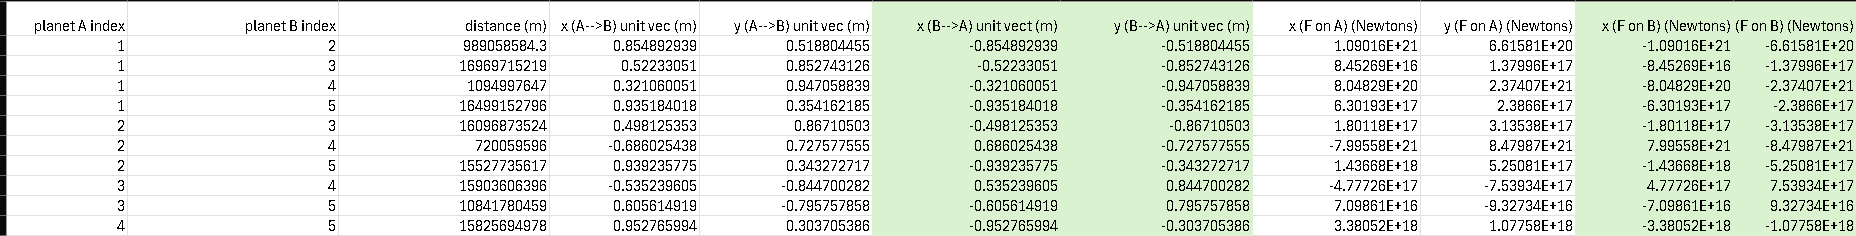 planet A index planet B index distance (m) x (A-->B) unit vec (m) y (A-->B) unit vec (m) x (B-->A) unit vect (m) y (B-->A) unit vec (m) x (F on A) (Newtons) y (F on A) (Newtons) x (F on B) (Newtons) (F on B) (Newtons)
1 2 989058584.3 0.854892939 0.518804455 -0.854892939 -0.518804455 1.09016E+21 6.61581E+20 -1.09016E+21 -6.61581E+20
1 3 16969715219 0.52233051 0.852743126 -0.52233051 -0.852743126 8.45269E+16 1.37996E+17 -8.45269E+16 -1.37996E+17
1 4 1094997647 0.321060051 0.947058839 -0.321060051 -0.947058839 8.04829E+20 2.37407E+21 -8.04829E+20 -2.37407E+21
1 5 16499152796 0.935184018 0.354162185 -0.935184018 -0.354162185 6.30193E+17 2.3866E+17 -6.30193E+17 -2.3866E+17
2 3 16096873524 0.498125353 0.86710503 -0.498125353 -0.86710503 1.80118E+17 3.13538E+17 -1.80118E+17 -3.13538E+17
2 4 720059596 -0.686025438 0.727577555 0.686025438 -0.727577555 -7.99558E+21 8.47987E+21 7.99558E+21 -8.47987E+21
2 5 15527735617 0.939235775 0.343272717 -0.939235775 -0.343272717 1.43668E+18 5.25081E+17 -1.43668E+18 -5.25081E+17
3 4 15903606396 -0.535239605 -0.844700282 0.535239605 0.844700282 -4.77726E+17 -7.53934E+17 4.77726E+17 7.53934E+17
3 5 10841780459 0.605614919 -0.795757858 -0.605614919 0.795757858 7.09861E+16 -9.32734E+16 -7.09861E+16 9.32734E+16
4 5 15825694978 0.952765994 0.303705386 -0.952765994 -0.303705386 3.38052E+18 1.07758E+18 -3.38052E+18 -1.07758E+18